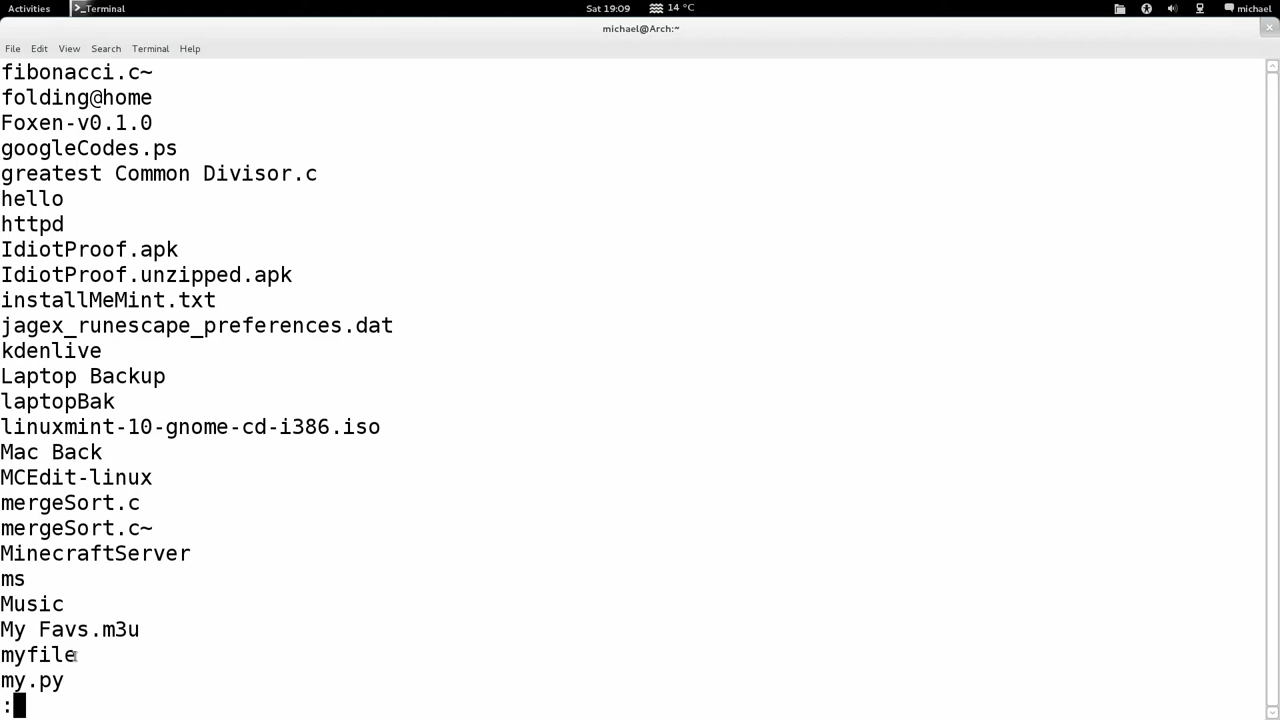 Activities
Terminal
Sat 19:09
14 °C
michael
michael@Arch:~
File Edit View Search Terminal Help
fibonacci.c~
folding@home
Foxen-v0.1.0
googleCodes.ps
greatest Common Divisor.c
hello
httpd
IdiotProof.apk
IdiotProof.unzipped.apk
installMeMint.txt
jagex_runescape_preferences.dat
kdenlive
Laptop Backup
laptopBak
linuxmint-10-gnome-cd-i386.iso
Mac Back
MCEdit-linux
mergeSort.c
mergeSort.c~
MinecraftServer
ms
Music
My Favs.m3u
myfile
my.py
: